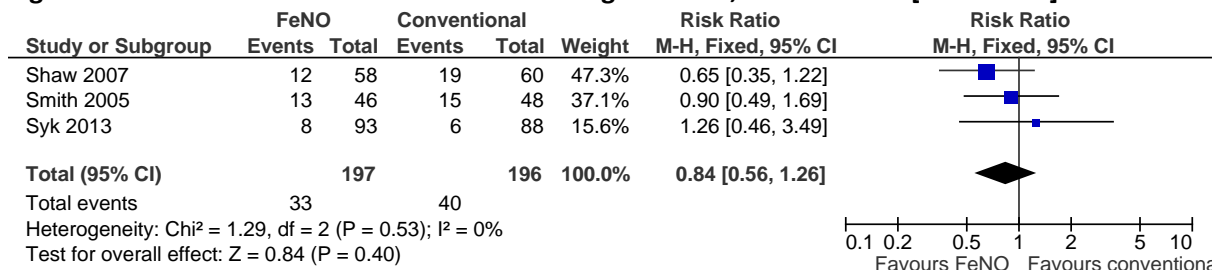 FeNO Conventional Risk Ratio Risk Ratio
Study or Subgroup Events Total Events Total Weight M-H, Fixed, 95% CI M-H, Fixed, 95% CI
Shaw 2007 12 58 19 60 47.3% 0.65 [0.35, 1.22]
Smith 2005 13 46 15 48 37.1% 0.90 [0.49, 1.69]
Syk 2013 8 93 6 88 15.6% 1.26 [0.46, 3.49]
Total (95% CI) 197 196 100.0% 0.84 [0.56, 1.26]
Total events 33 40
Heterogeneity: Chi² = 1.29, df = 2 (P = 0.53); I² = 0%
Test for overall effect: Z = 0.84 (P = 0.40)
0.1 0.2 0.5 1 2 5 10
Favours FeNO Favours conventiona